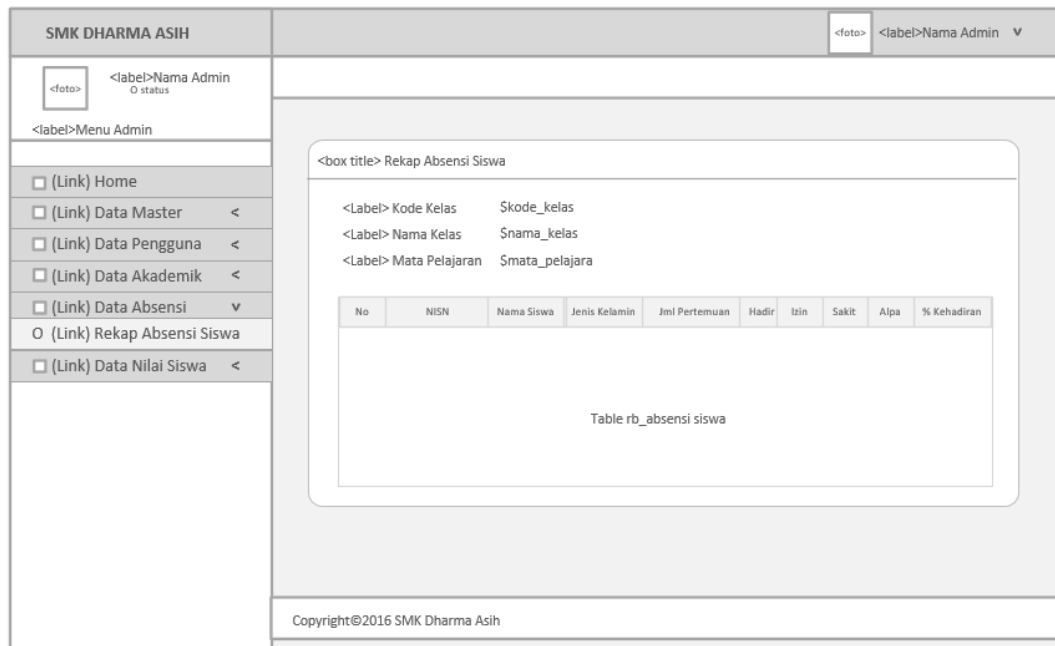 SMK DHARMA ASIH
<foto> <label>Nama Admin v
<foto> <label>Nama Admin
O status
<label>Menu Admin
(Link) Home
(Link) Data Master <
(Link) Data Pengguna <
(Link) Data Akademik <
(Link) Data Absensi v
O (Link) Rekap Absensi Siswa
(Link) Data Nilai Siswa <
<box title> Rekap Absensi Siswa
<Label> Kode Kelas $kode_kelas
<Label> Nama Kelas $nama_kelas
<Label> Mata Pelajaran $mata_pelajara
No NISN Nama Siswa Jenis Kelamin Jml Pertemuan Hadir Izin Sakit Alpa % Kehadiran
Table rb_absensi siswa
Copyright©2016 SMK Dharma Asih